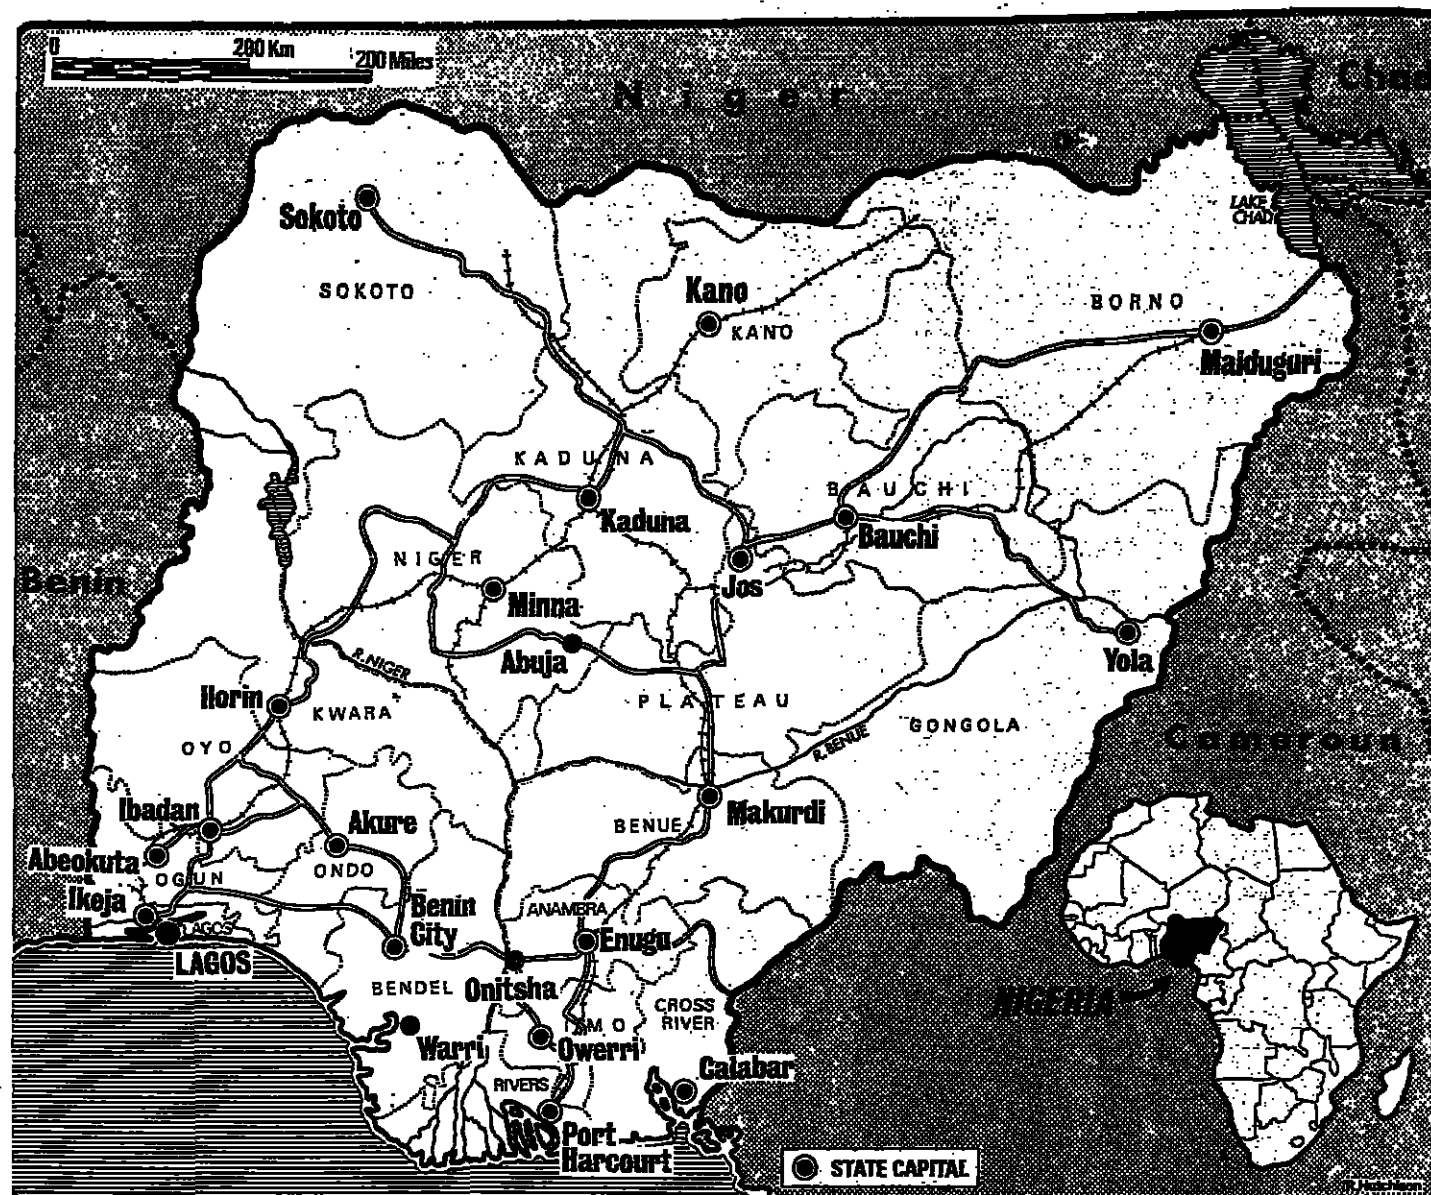 0 200 Km
200 Miles
Niger
Chad
LAKE
CHAD
Sokoto
SOKOTO
Kano
KANO
BORNO
Maiduguri
KADUNA
Kaduna
BAUCHI
Bauchi
NIGER
Minna
Jos
Benin
Abuja
Yola
R.NIGER
Ilorin
KWARA
PLATEAU
GONGOLA
OYO
R.BENUE
Camaroun
Ibadan
Akure
BENUE
Makurdi
Abeokuta
OGUN
ONDO
Ikeja
Benin
City
ANAMBRA
Enugu
LAGOS
LAGOS
BENDEL
Onitsha
CROSS
RIVER
NIGERIA
IMO
Warri
Owerri
Calabar
RIVERS
Port
Harcourt
STATE CAPITAL
R.Hutchison